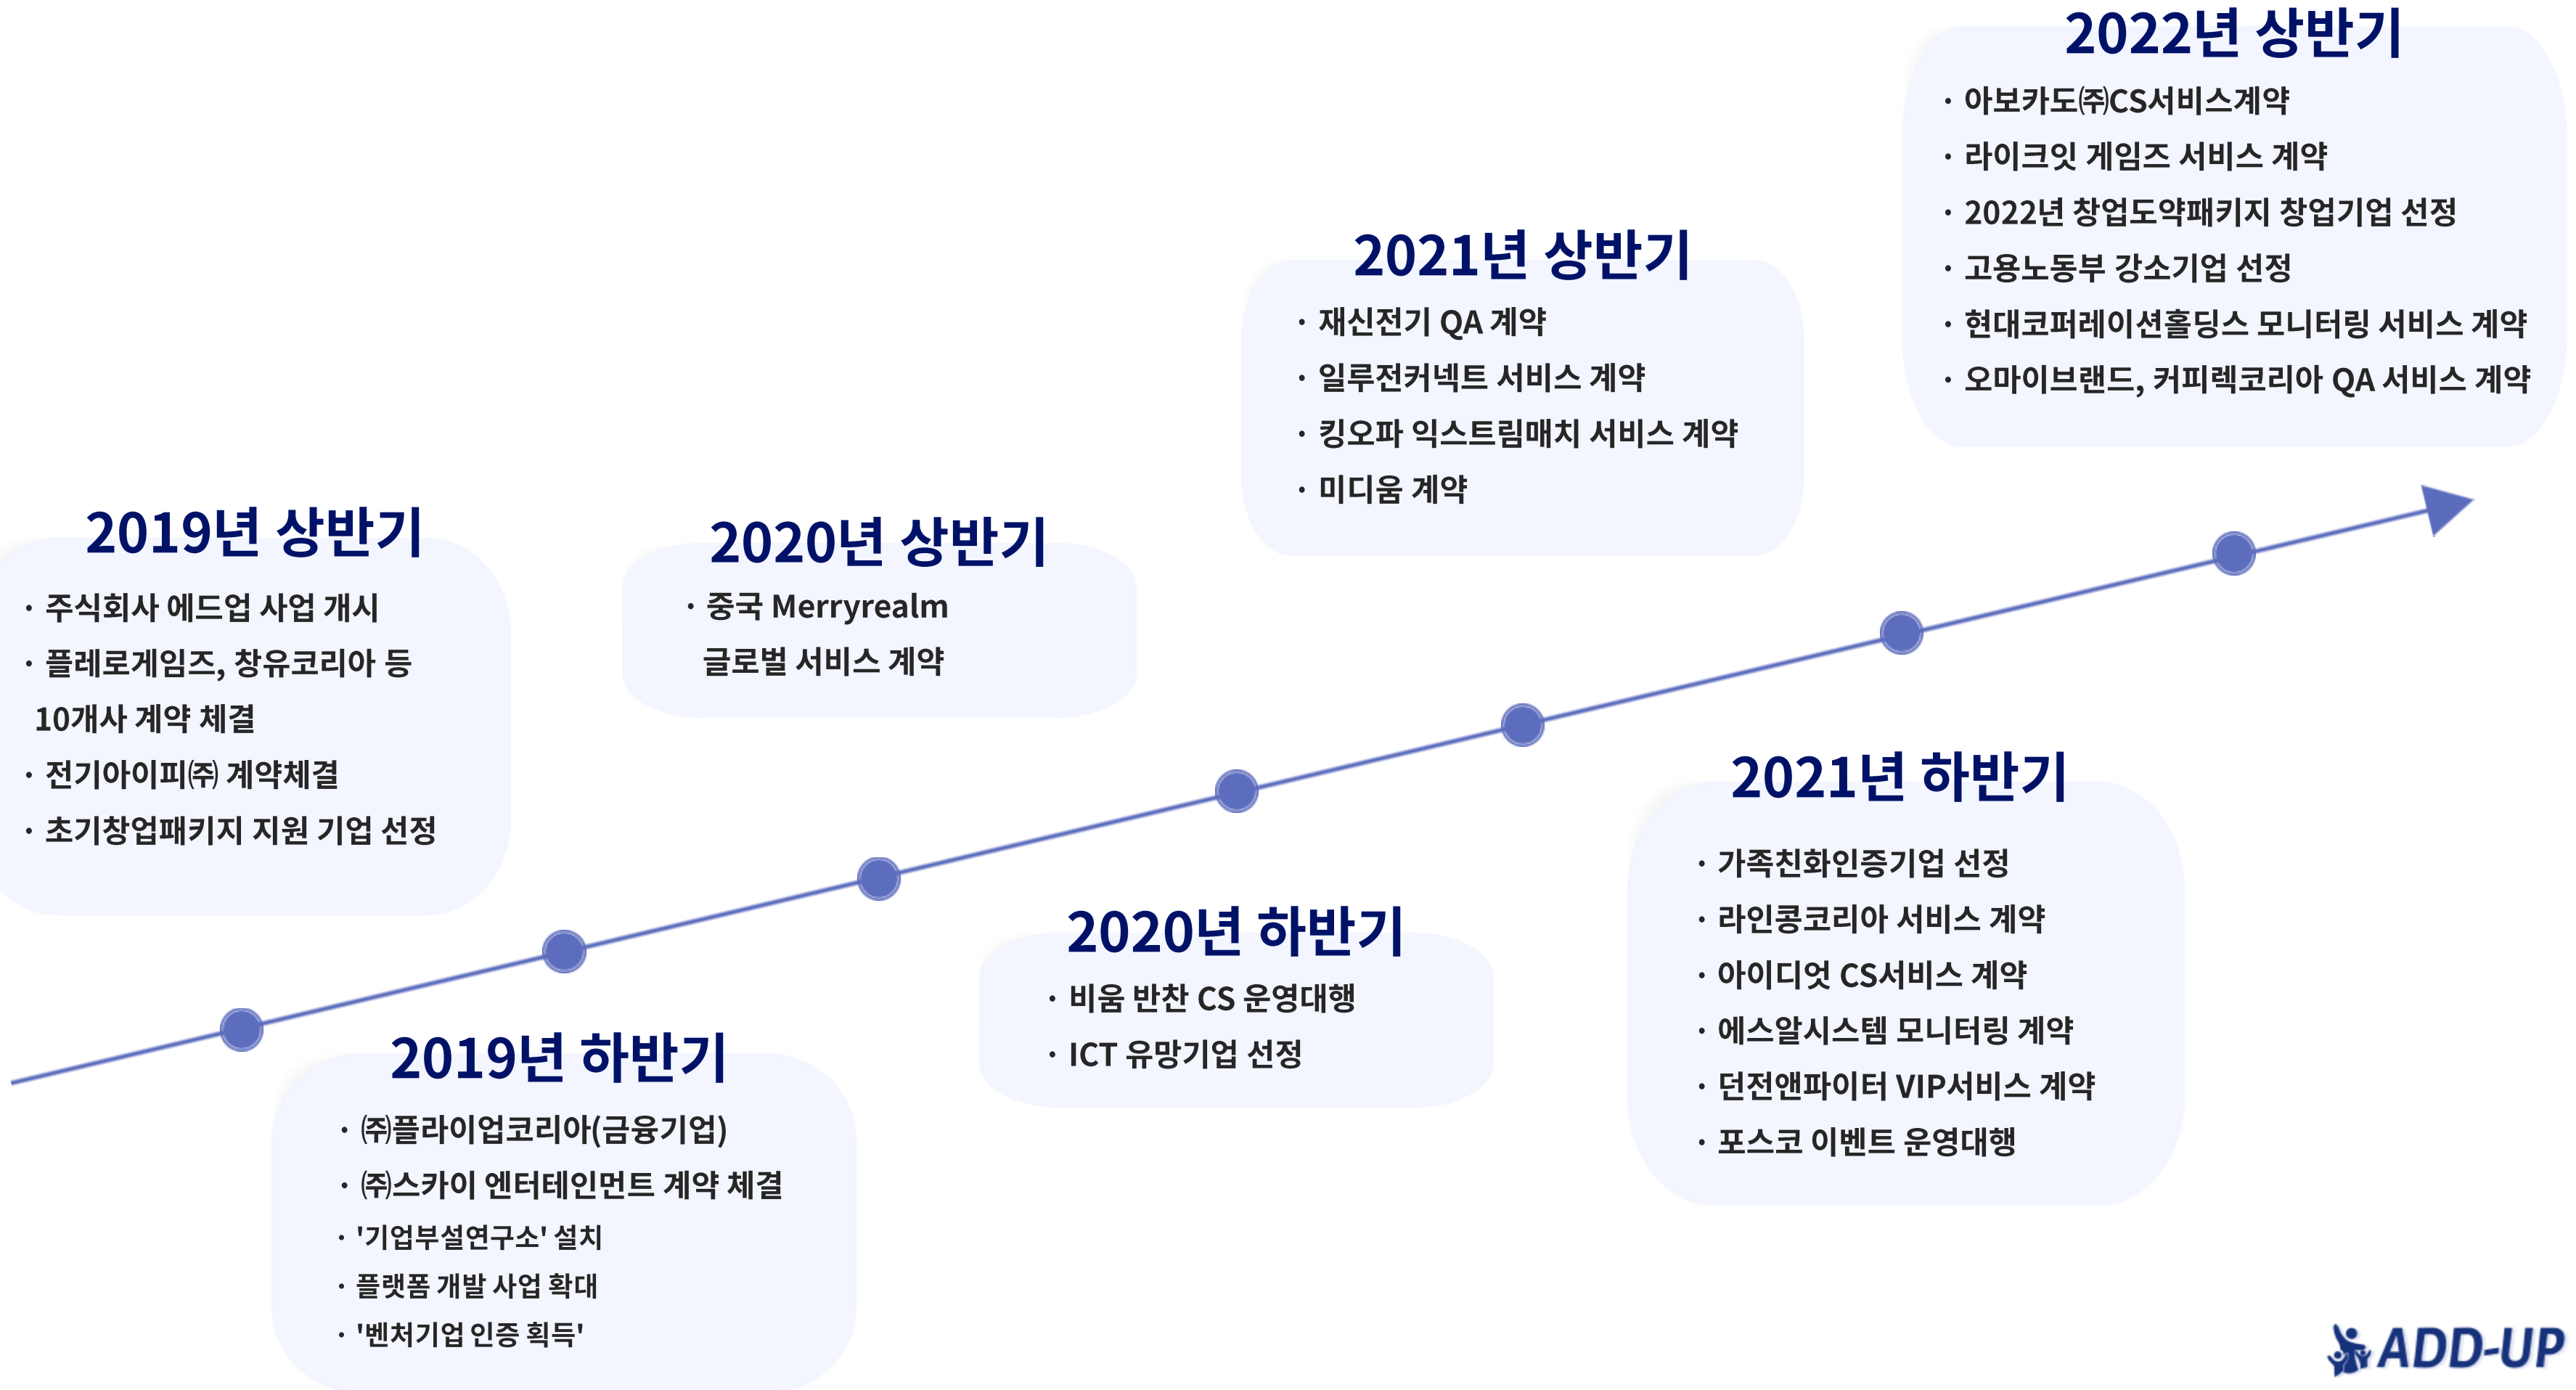 2019년 상반기
· 주식회사 에드업 사업 개시
· 플레로게임즈, 창유코리아 등
10개사 계약 체결
· 전기아이피㈜ 계약체결
· 초기창업패키지 지원 기업 선정
2019년 하반기
· ㈜플라이업코리아(금융기업)
· ㈜스카이 엔터테인먼트 계약 체결
· '기업부설연구소' 설치
· 플랫폼 개발 사업 확대
· '벤처기업 인증 획득'
2020년 상반기
· 중국 Merryrealm
글로벌 서비스 계약
2020년 하반기
· 비움 반찬 CS 운영대행
· ICT 유망기업 선정
2021년 상반기
· 재신전기 QA 계약
· 일루전커넥트 서비스 계약
· 킹오파 익스트림매치 서비스 계약
· 미디움 계약
2021년 하반기
· 가족친화인증기업 선정
· 라인콩코리아 서비스 계약
· 아이디엇 CS서비스 계약
· 에스알시스템 모니터링 계약
· 던전앤파이터 VIP서비스 계약
· 포스코 이벤트 운영대행
2022년 상반기
· 아보카도㈜CS서비스계약
· 라이크잇 게임즈 서비스 계약
· 2022년 창업도약패키지 창업기업 선정
· 고용노동부 강소기업 선정
· 현대코퍼레이션홀딩스 모니터링 서비스 계약
· 오마이브랜드, 커피렉코리아 QA 서비스 계약
ADD-UP